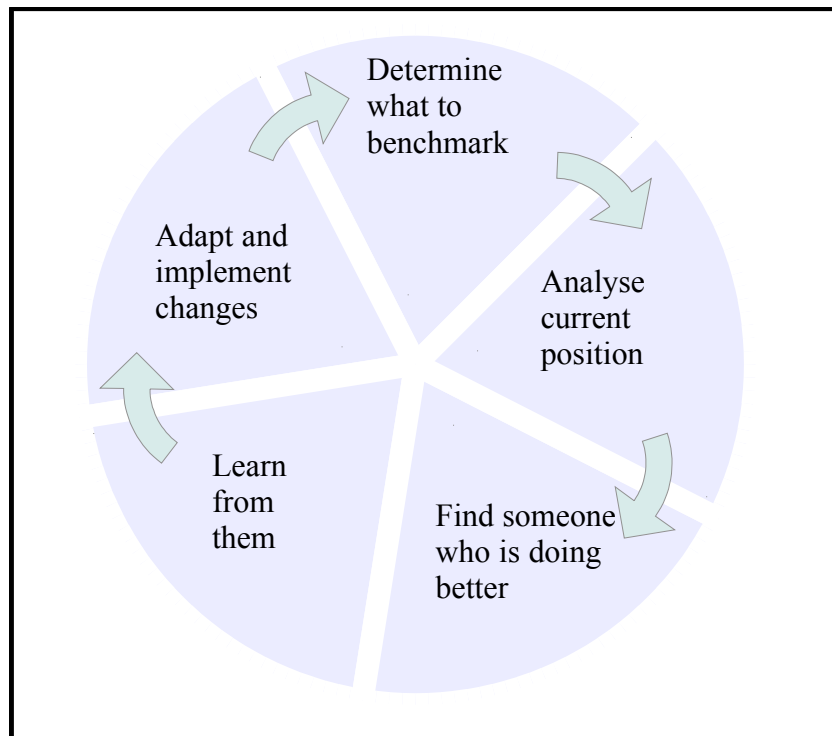 Determine
what to
benchmark
Analyse
current
position
Find someone
who is doing
better
Learn
from
them
Adapt and
implement
changes